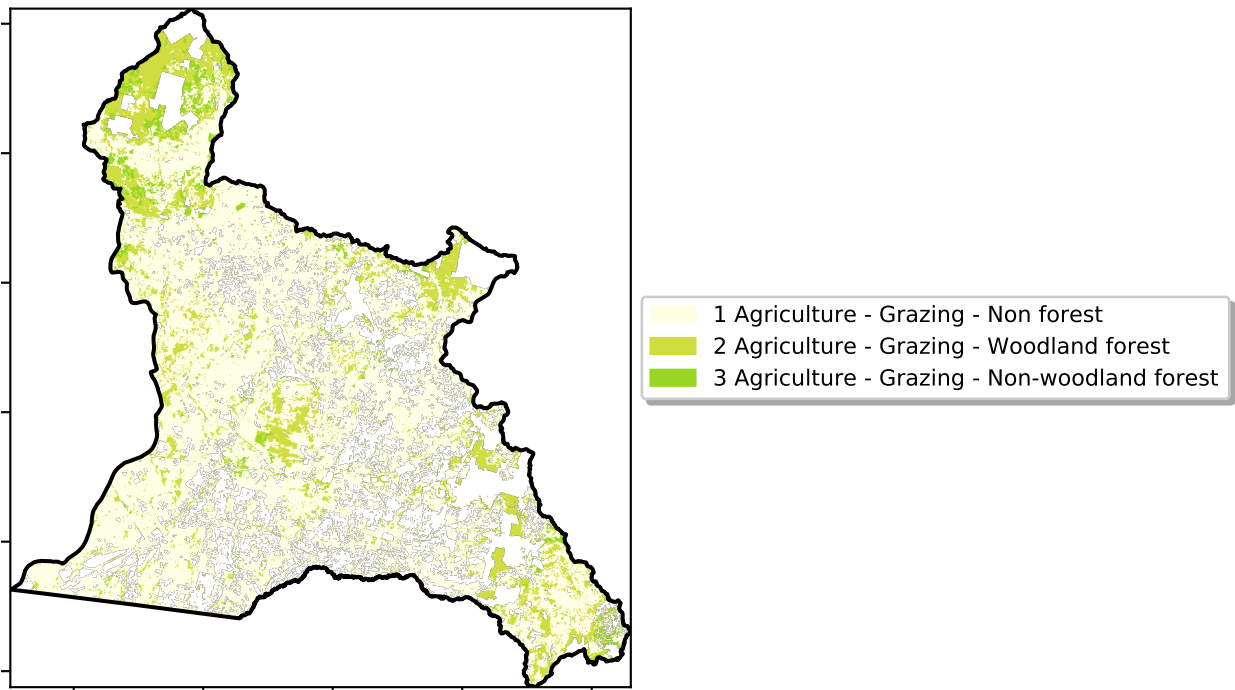 1 Agriculture - Grazing - Non forest
2 Agriculture - Grazing - Woodland forest
3 Agriculture - Grazing - Non-woodland forest